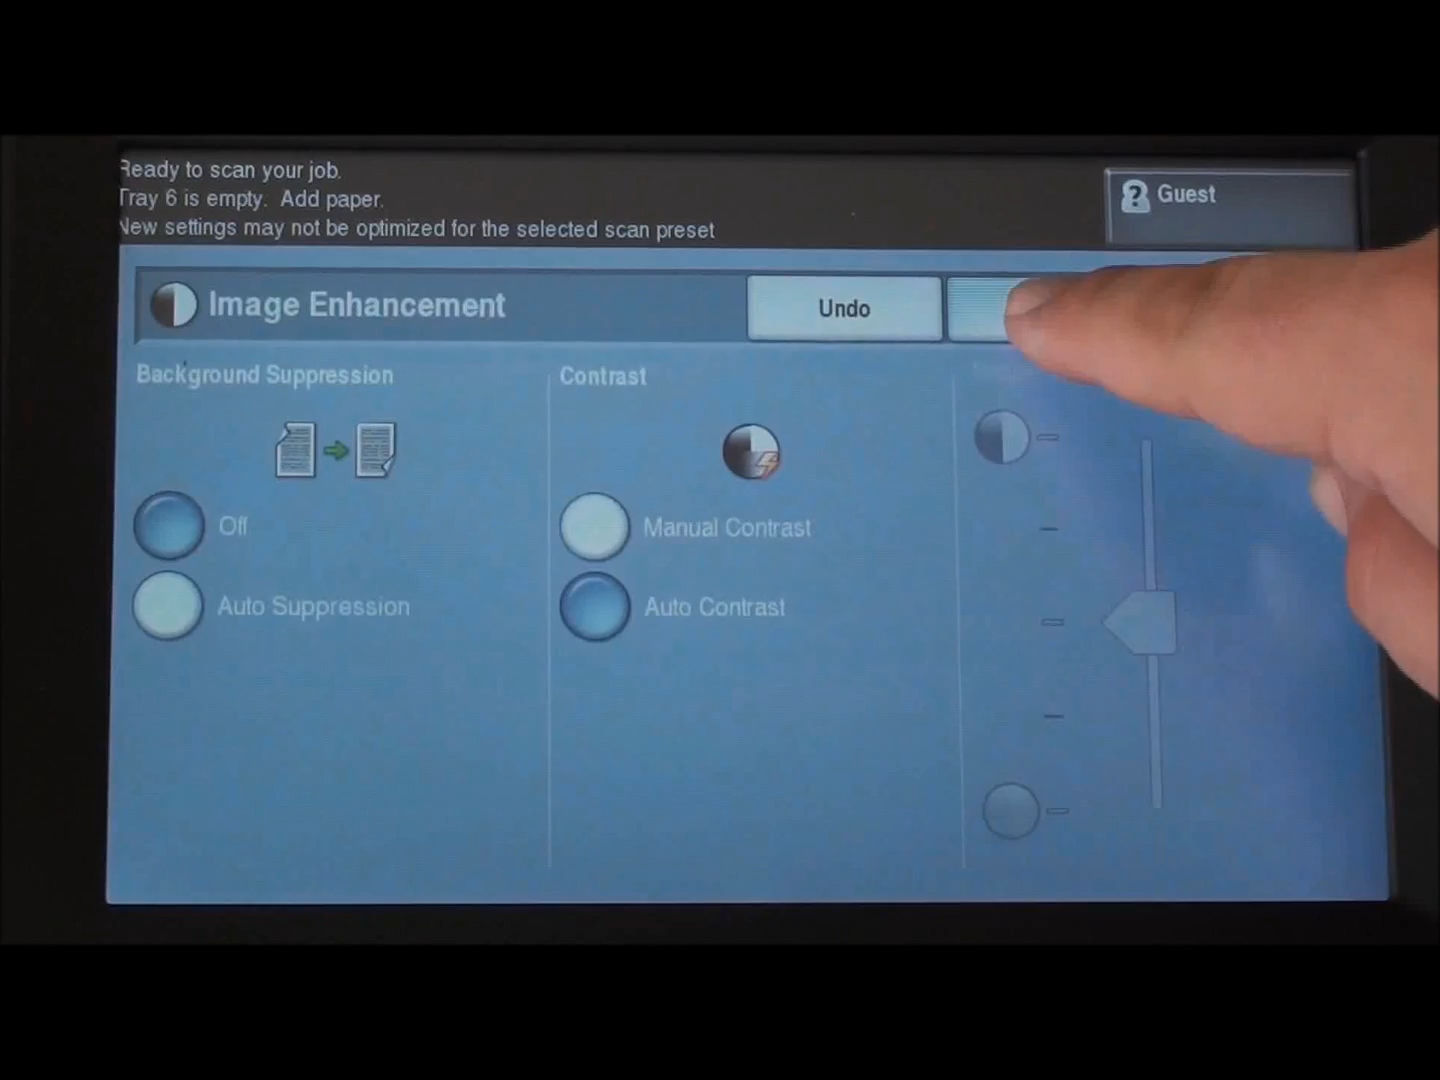 Ready to scan your job.
Tray 6 is empty. Add paper.
New settings may not be optimized for the selected scan preset
Guest
Image Enhancement
Undo
Background Suppression
Contrast
Off
Manual Contrast
Auto Suppression
Auto Contrast